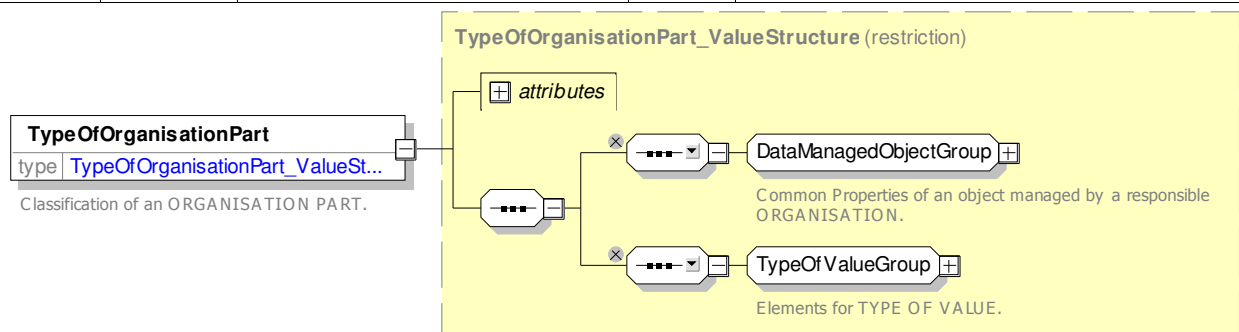 TypeOfOrganisationPart_ValueStructure (restriction)
attributes
TypeOfOrganisationPart
type TypeOfOrganisationPart_ValueSt...
Classification of an ORGANISATION PART.
DataManagedObjectGroup
Common Properties of an object managed by a responsible
ORGANISATION.
TypeOfValueGroup
Elements for TYPE OF VALUE.